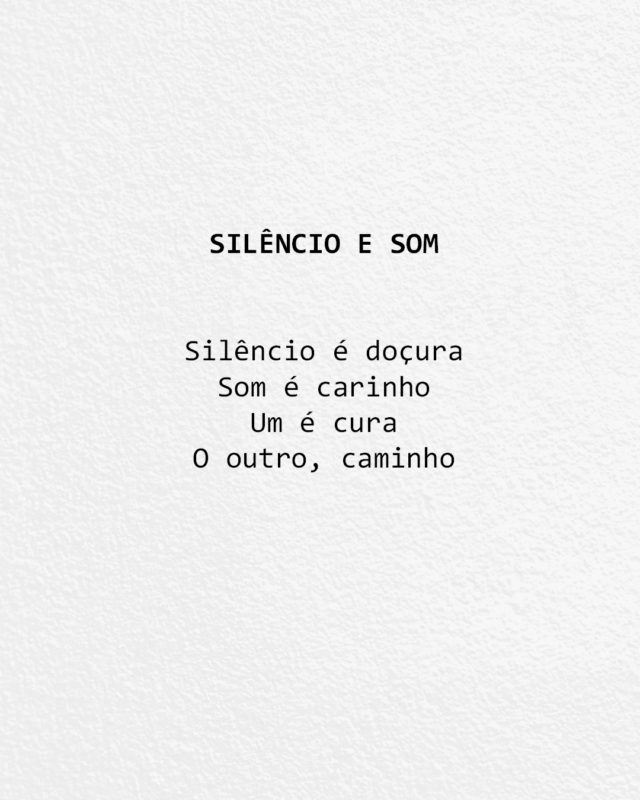 SILÊNCIO E SOM
Silêncio é doçura
Som é carinho
Um é cura
O outro, caminho